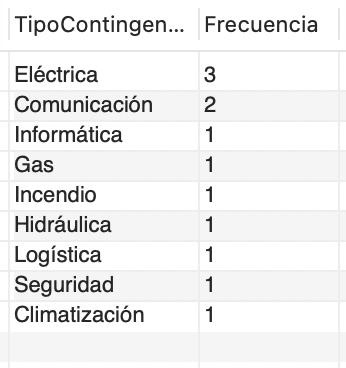 TipoContingen... Frecuencia
Eléctrica 3
Comunicación 2
Informática 1
Gas 1
Incendio 1
Hidráulica 1
Logística 1
Seguridad 1
Climatización 1